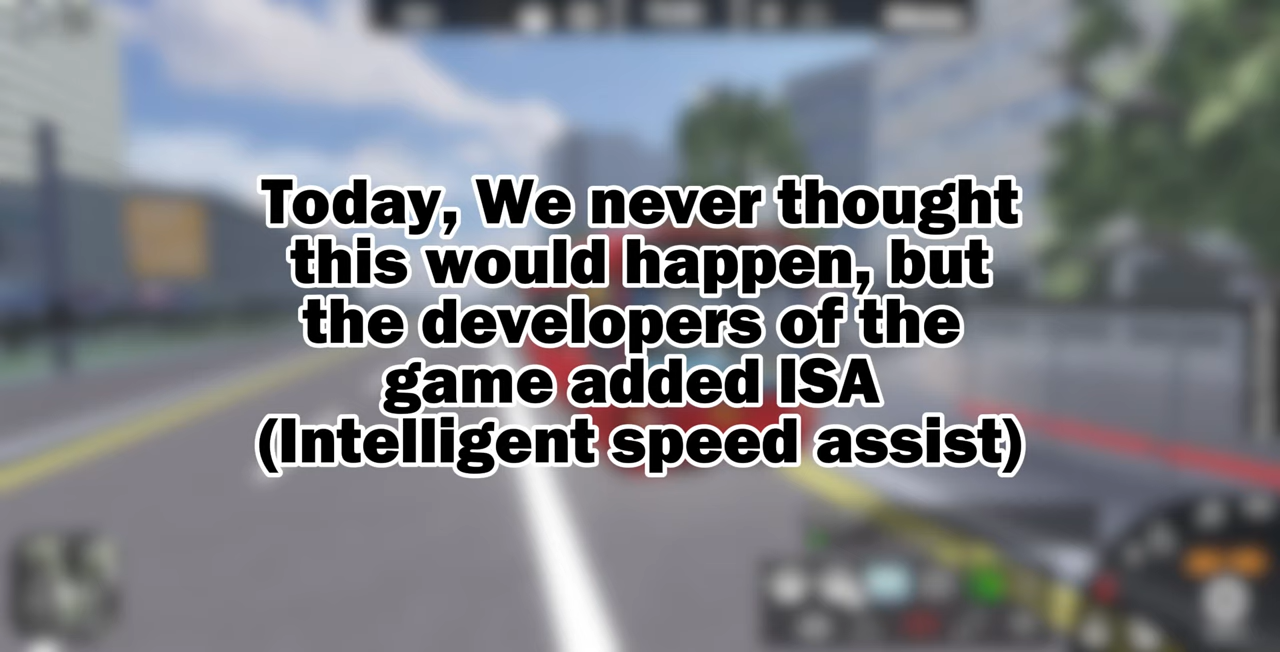 Today, We never thought
this would happen, but
the developers of the
game added ISA
(Intelligent speed assist)